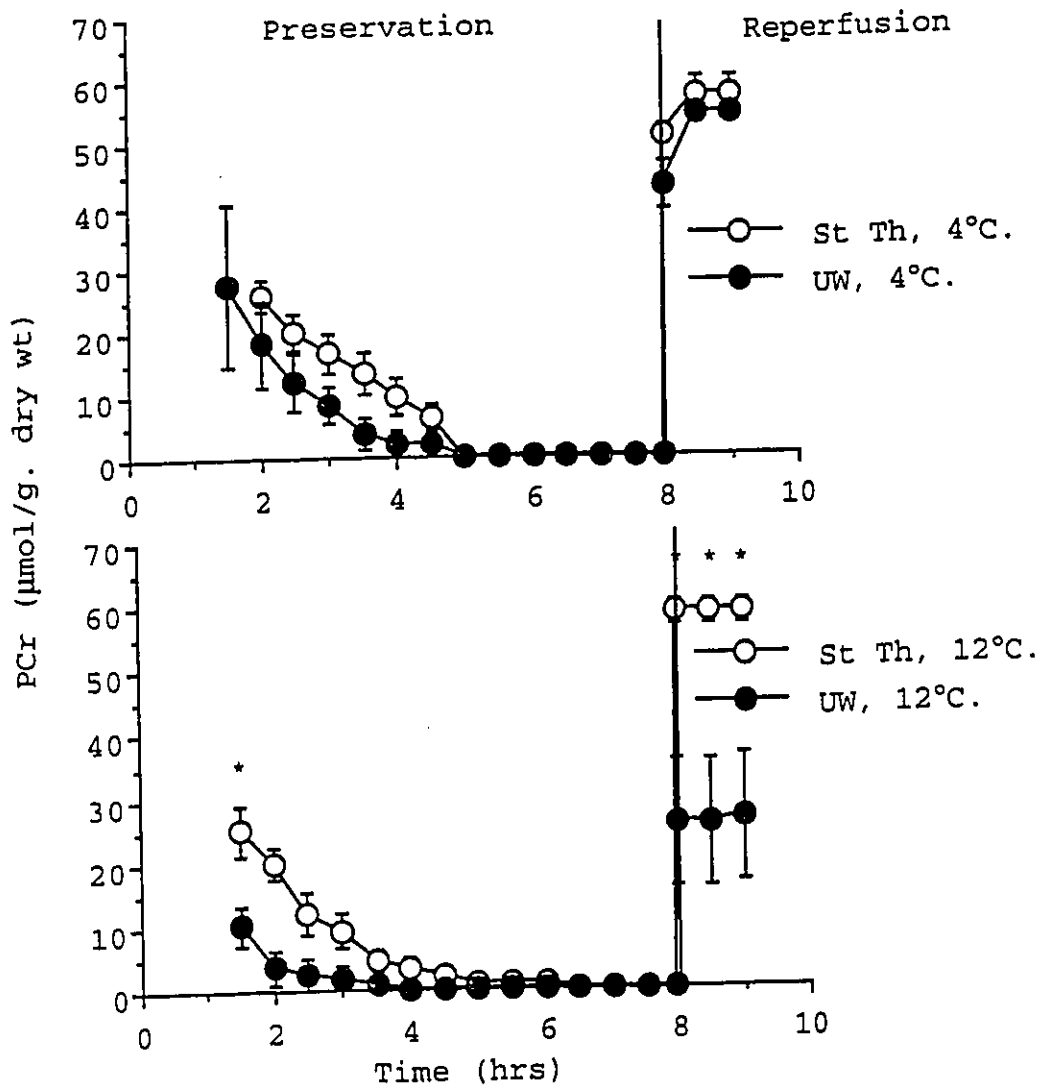 Preservation Reperfusion
70
60
50
40
30
20
10
0
St Th, 4°C.
UW, 4°C.
0 2 4 6 8 10
PCr (µmol/g. dry wt)
70
60
50
40
30
20
10
0
* * *
*
St Th, 12°C.
UW, 12°C.
0 2 4 6 8 10
Time (hrs)